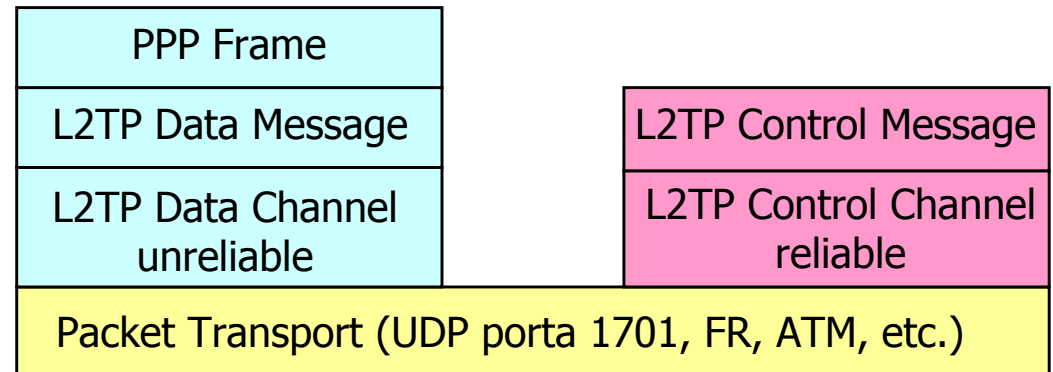 PPP Frame
L2TP Data Message
L2TP Data Channel
unreliable
L2TP Control Message
L2TP Control Channel
reliable
Packet Transport (UDP porta 1701, FR, ATM, etc.)